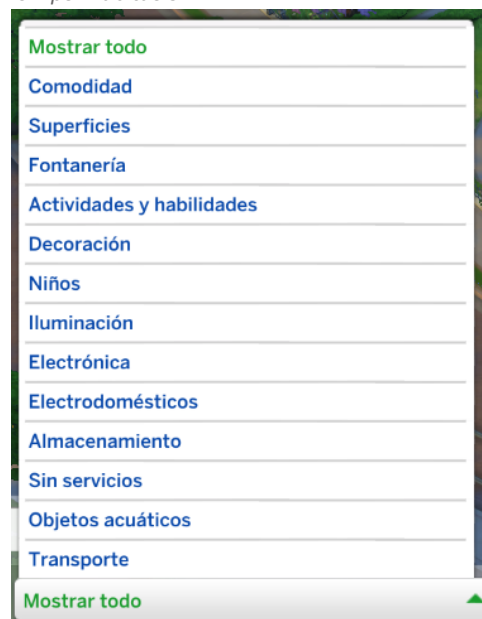 Mostrar todo
Comodidad
Superficies
Fontanería
Actividades y habilidades
Decoración
Niños
Iluminación
Electrónica
Electrodomésticos
Almacenamiento
Sin servicios
Objetos acuáticos
Transporte
Mostrar todo